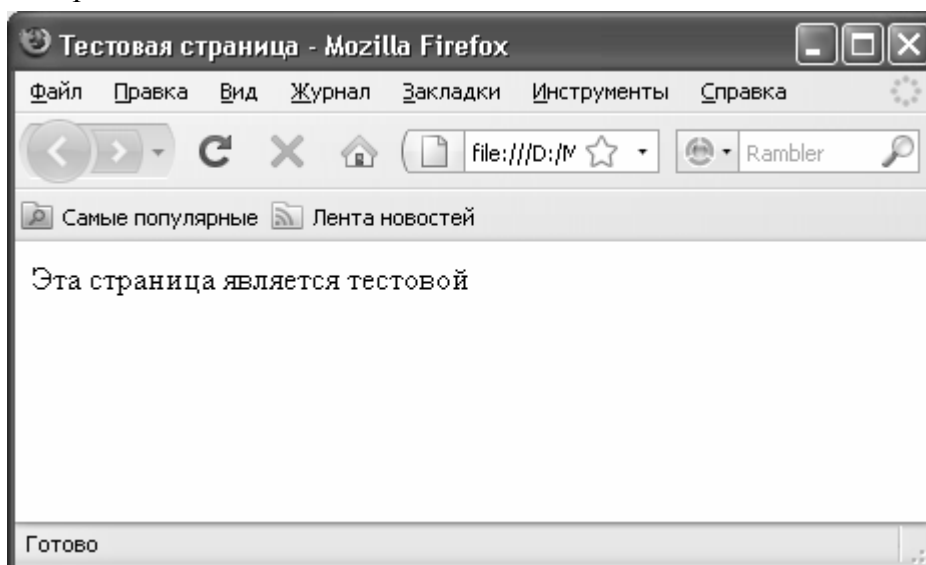 Тестовая страница - Mozilla Firefox
Файл Правка Вид Журнал Закладки Инструменты Справка
file:///D:/М Rambler
Самые популярные Лента новостей
Эта страница является тестовой
Готово